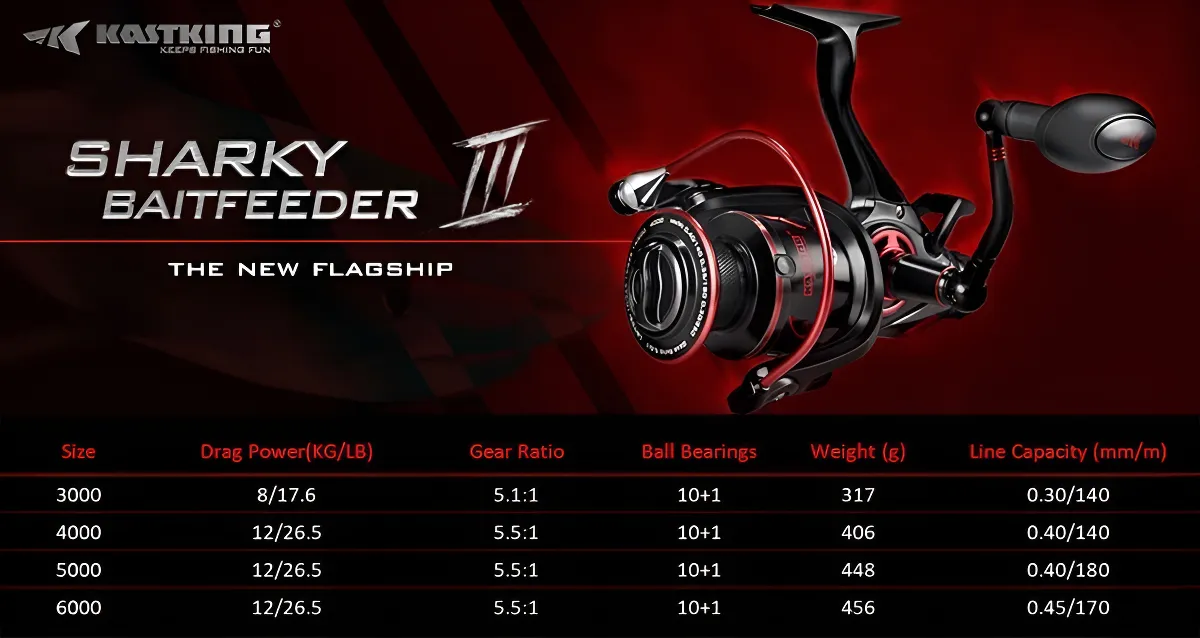 KASTKING®
KEEPS FISHING FUN
SHARKY
BAITFEEDER III
THE NEW FLAGSHIP
Size Drag Power(KG/LB) Gear Ratio Ball Bearings Weight (g) Line Capacity (mm/m)
3000 8/17.6 5.1:1 10+1 317 0.30/140
4000 12/26.5 5.5:1 10+1 406 0.40/140
5000 12/26.5 5.5:1 10+1 448 0.40/180
6000 12/26.5 5.5:1 10+1 456 0.45/170